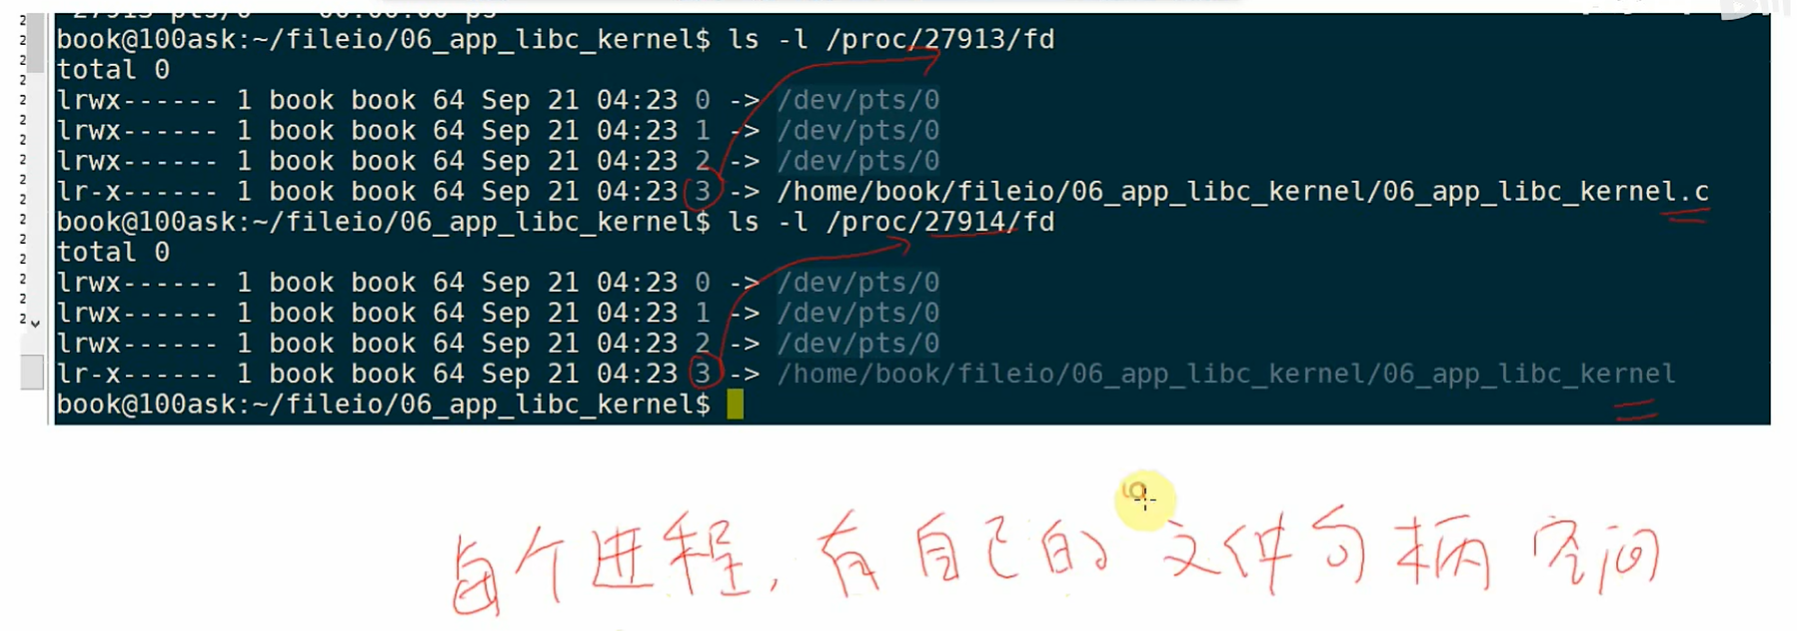 27913 pts/0    00:00:00 ps
book@100ask:~/fileio/06_app_libc_kernel$ ls -l /proc/27913/fd
total 0
lrwx------ 1 book book 64 Sep 21 04:23 0 -> /dev/pts/0
lrwx------ 1 book book 64 Sep 21 04:23 1 -> /dev/pts/0
lrwx------ 1 book book 64 Sep 21 04:23 2 -> /dev/pts/0
lr-x------ 1 book book 64 Sep 21 04:23 3 -> /home/book/fileio/06_app_libc_kernel/06_app_libc_kernel.c
book@100ask:~/fileio/06_app_libc_kernel$ ls -l /proc/27914/fd
total 0
lrwx------ 1 book book 64 Sep 21 04:23 0 -> /dev/pts/0
lrwx------ 1 book book 64 Sep 21 04:23 1 -> /dev/pts/0
lrwx------ 1 book book 64 Sep 21 04:23 2 -> /dev/pts/0
lr-x------ 1 book book 64 Sep 21 04:23 3 -> /home/book/fileio/06_app_libc_kernel/06_app_libc_kernel
book@100ask:~/fileio/06_app_libc_kernel$
每个进程，有自己的文件句柄空间